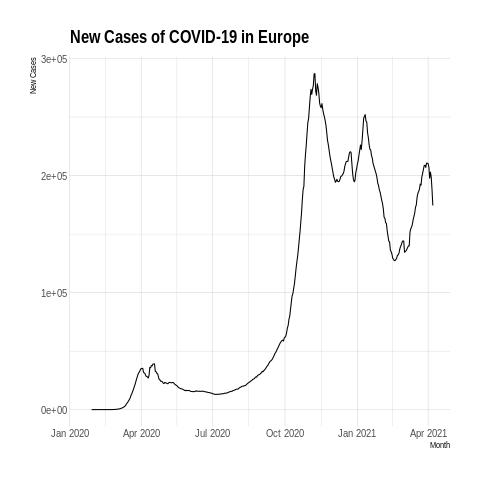 New Cases of COVID-19 in Europe
New Cases
3e+05
2e+05
1e+05
0e+00
Jan 2020
Apr 2020
Jul 2020
Oct 2020
Jan 2021
Apr 2021
Month